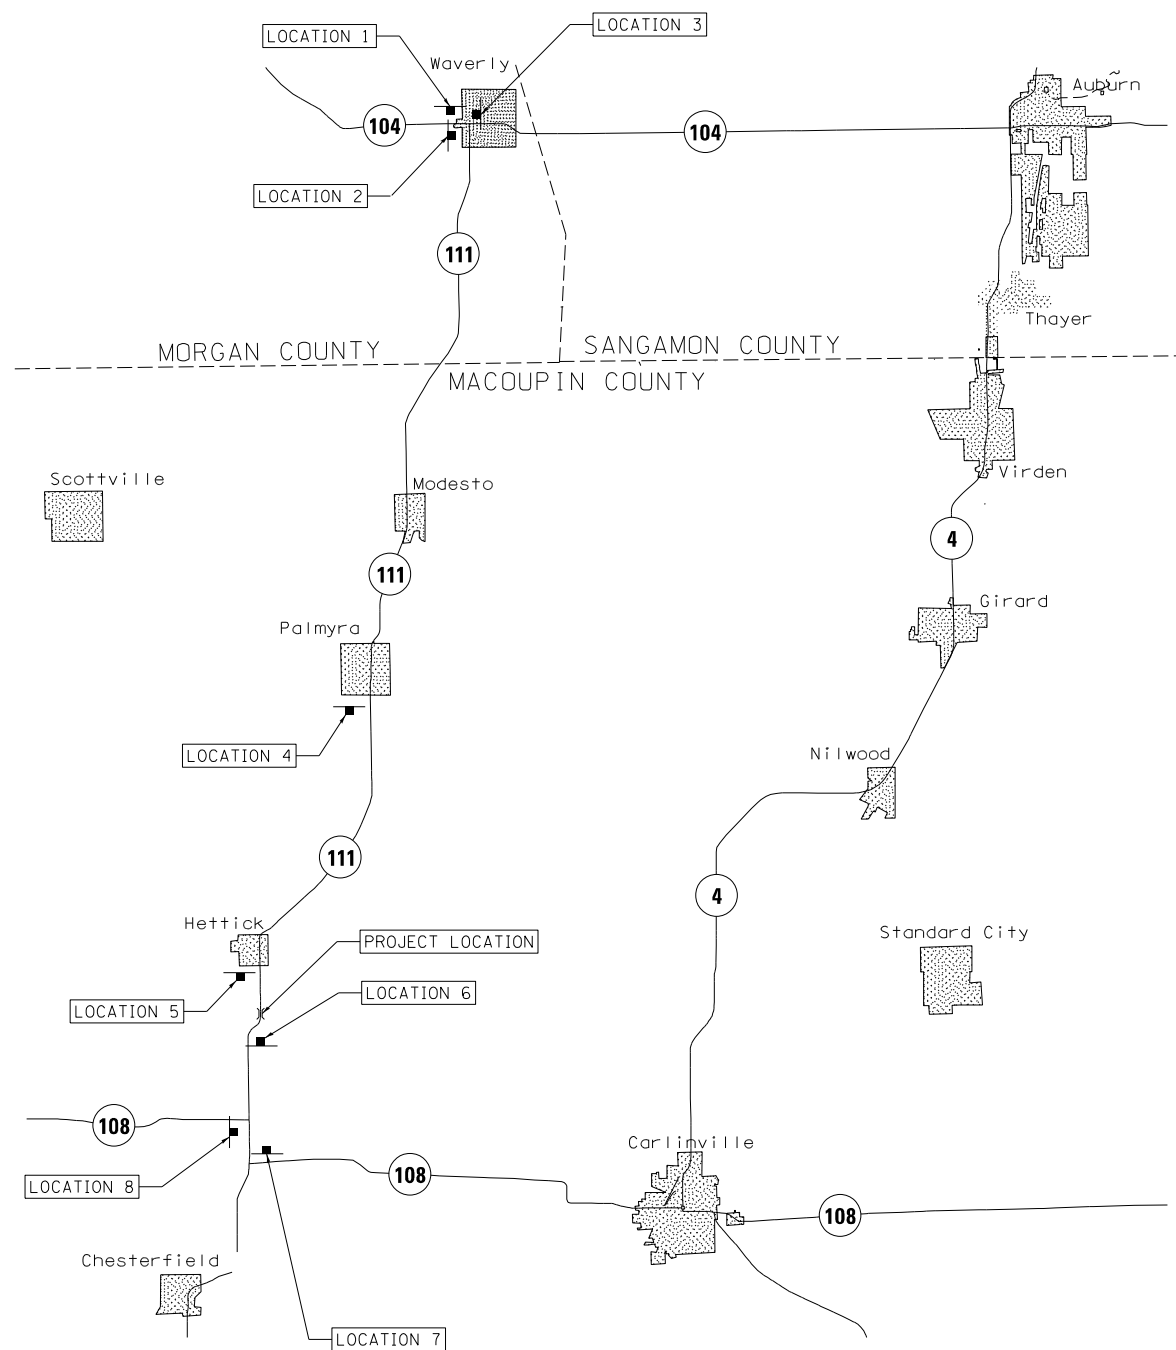 LOCATION 3
LOCATION 1
Waverly
Auburn
104
104
LOCATION 2
111
Thayer
MORGAN COUNTY
SANGAMON COUNTY
MACOUPIN COUNTY
Scottville
Modesto
Virden
4
111
Girard
Palmyra
LOCATION 4
Nilwood
111
4
Hettick
PROJECT LOCATION
Standard City
LOCATION 6
LOCATION 5
108
Carlinville
108
LOCATION 8
108
Chesterfield
LOCATION 7